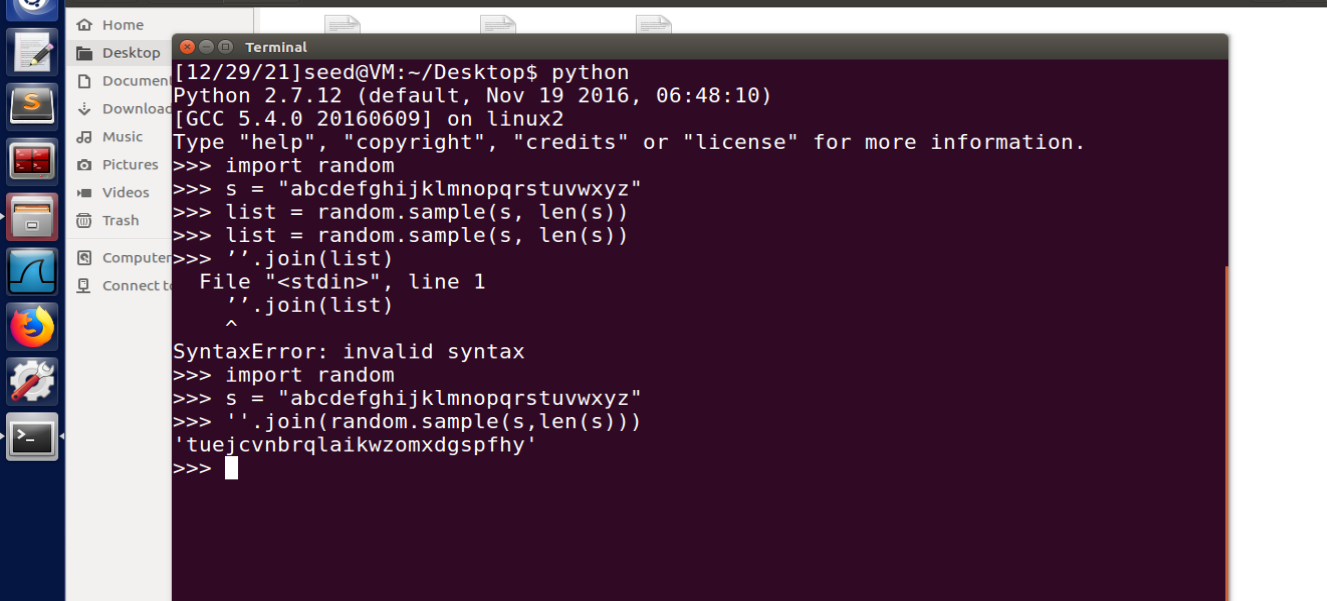 Home
Desktop
Documen
Download
Music
Pictures
Videos
Trash
Computer
Connect to
Terminal
[12/29/21]seed@VM:~/Desktop$ python
Python 2.7.12 (default, Nov 19 2016, 06:48:10)
[GCC 5.4.0 20160609] on linux2
Type "help", "copyright", "credits" or "license" for more information.
>>> import random
>>> s = "abcdefghijklmnopqrstuvwxyz"
>>> list = random.sample(s, len(s))
>>> list = random.sample(s, len(s))
>>> ’’.join(list)
  File "<stdin>", line 1
    ’’.join(list)
    ^
SyntaxError: invalid syntax
>>> import random
>>> s = "abcdefghijklmnopqrstuvwxyz"
>>> ''.join(random.sample(s,len(s)))
'tuejcvnbrqlaikwzomxdgspfhy'
>>>